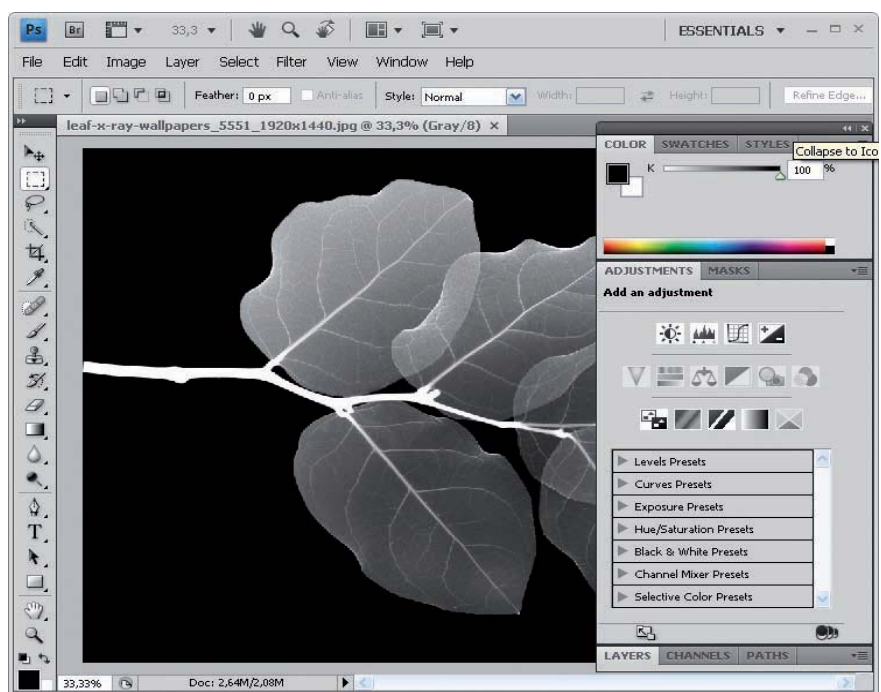 Ps Br 33,3 ESSENTIALS
File Edit Image Layer Select Filter View Window Help
Feather: 0 px Anti-alias Style: Normal Width: Height: Refine Edge...
leaf-x-ray-wallpapers_5551_1920x1440.jpg @ 33,3% (Gray/8) ×
COLOR SWATCHES STYLES
Collapse to Ico
K 100 %
ADJUSTMENTS MASKS
Add an adjustment
Levels Presets
Curves Presets
Exposure Presets
Hue/Saturation Presets
Black & White Presets
Channel Mixer Presets
Selective Color Presets
LAYERS CHANNELS PATHS
T
33,33% Doc: 2,64M/2,08M